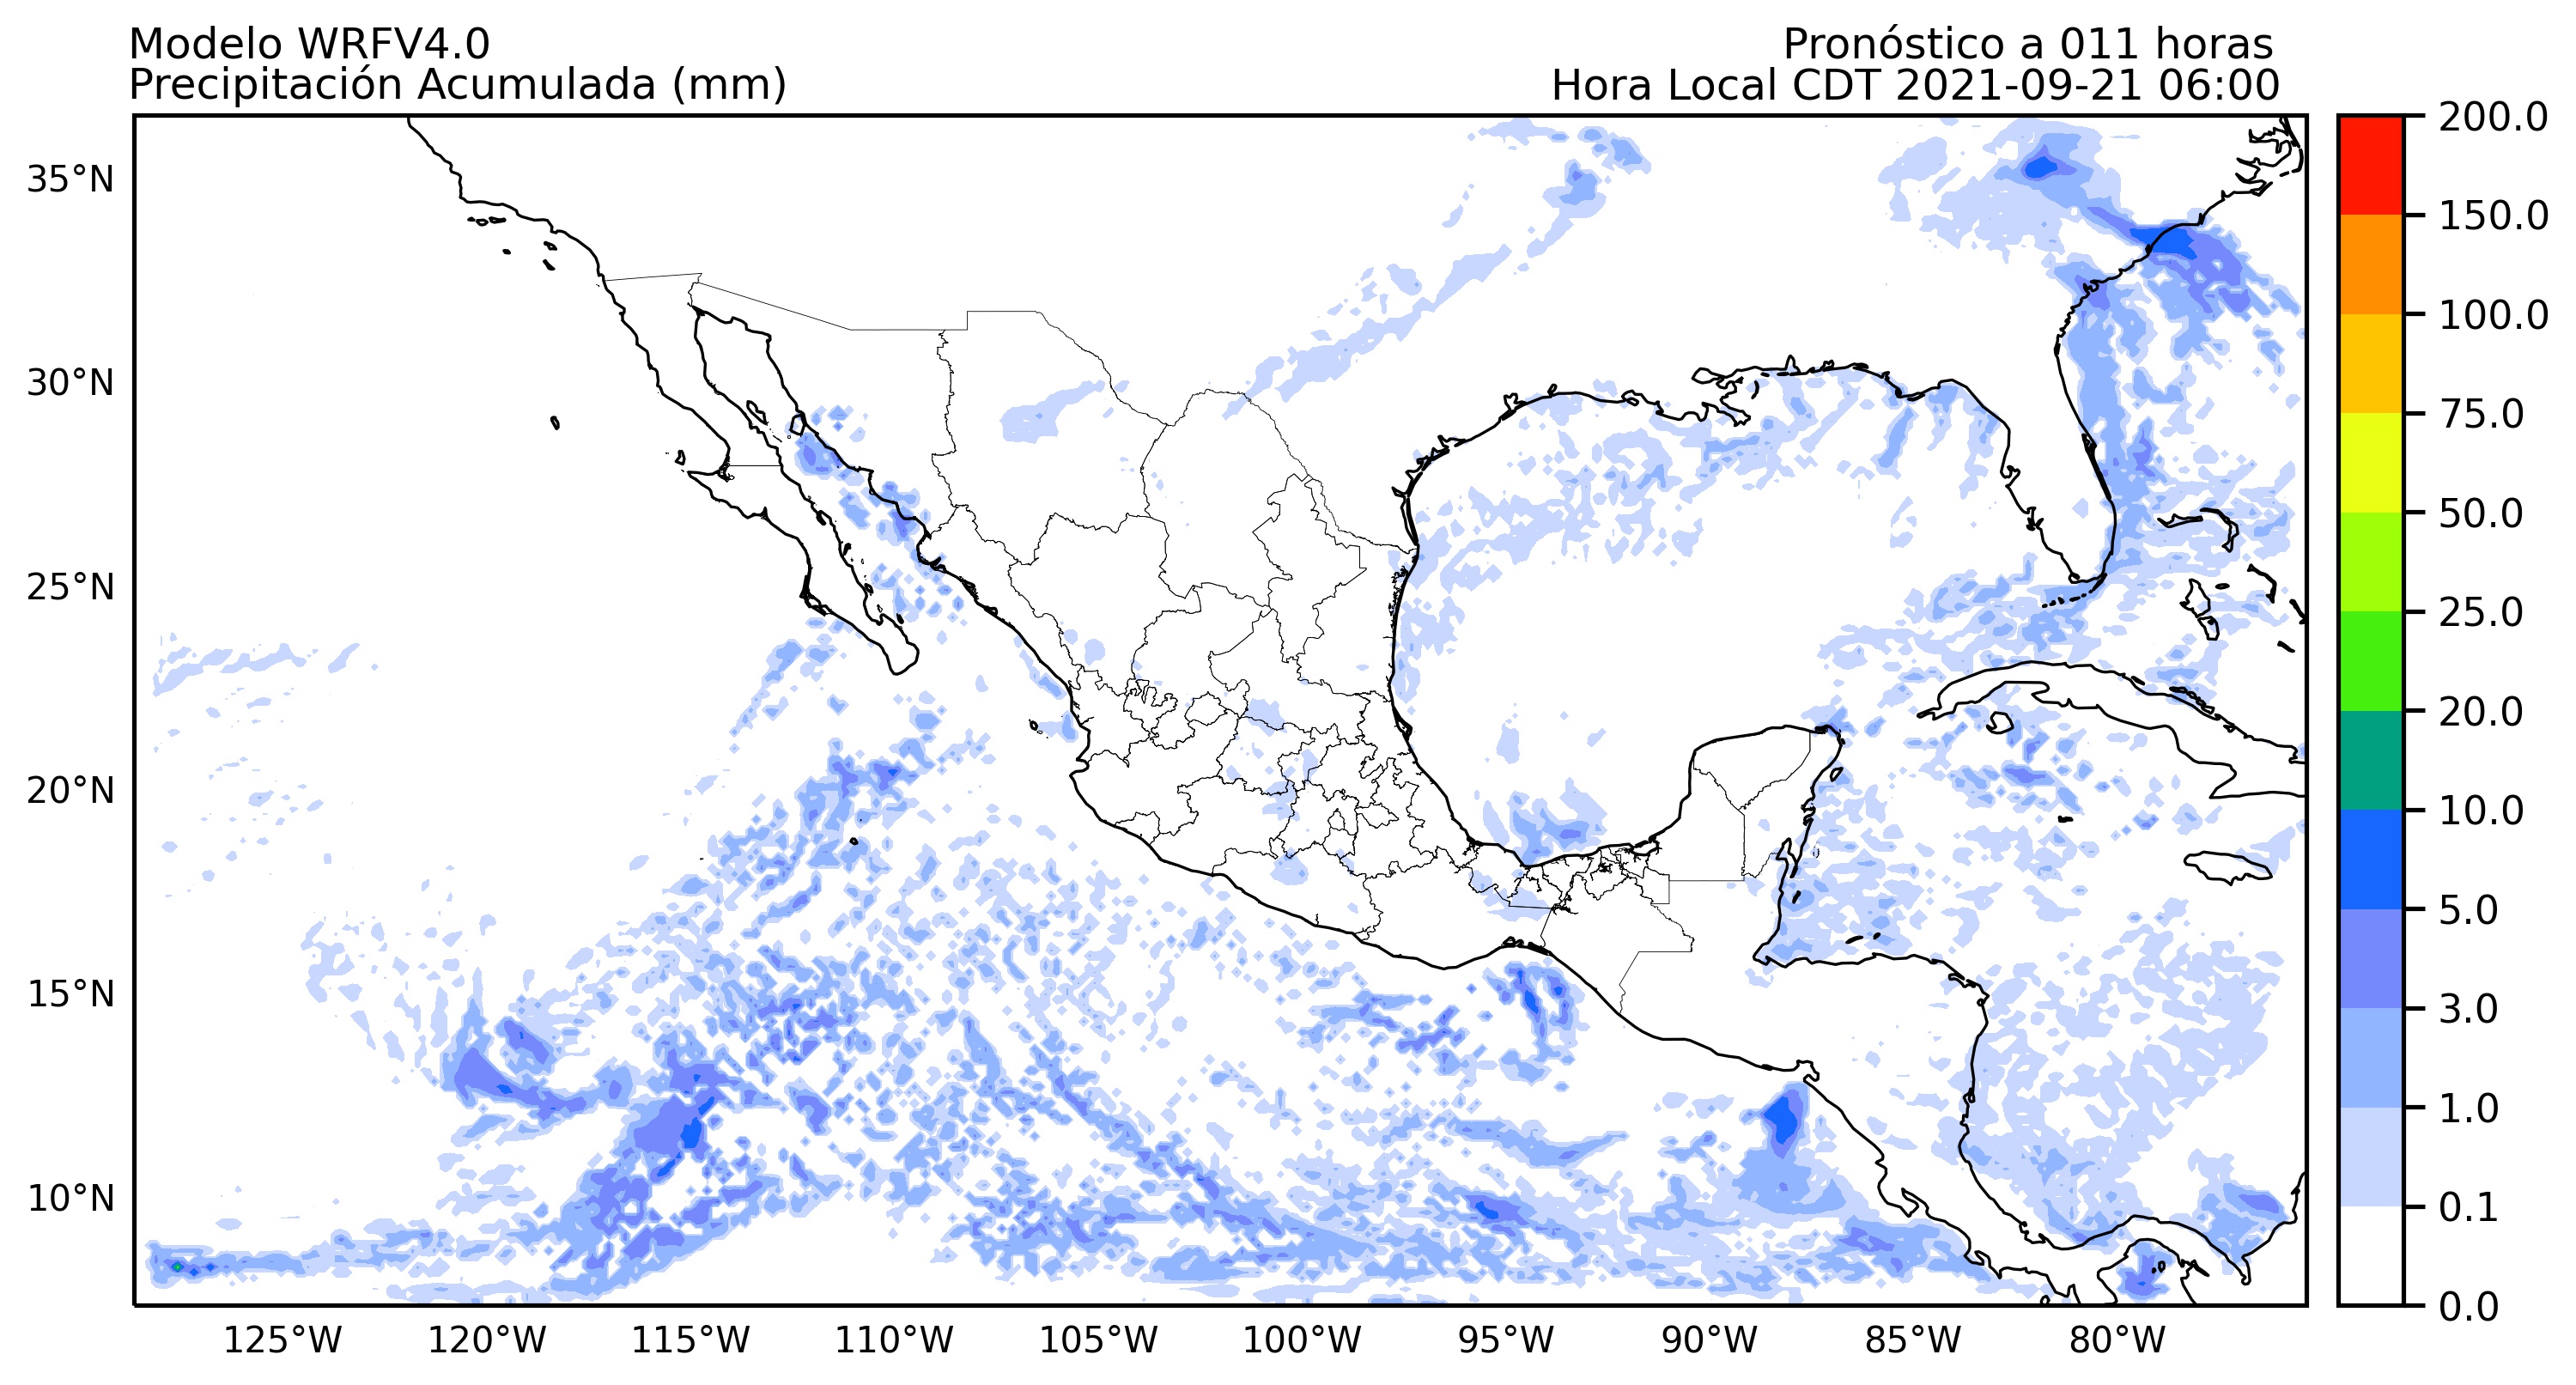 Modelo WRFV4.0
Precipitación Acumulada (mm)
Pronóstico a 011 horas
Hora Local CDT 2021-09-21 06:00
35°N
30°N
25°N
20°N
15°N
10°N
125°W
120°W
115°W
110°W
105°W
100°W
95°W
90°W
85°W
80°W
200.0
150.0
100.0
75.0
50.0
25.0
20.0
10.0
5.0
3.0
1.0
0.1
0.0